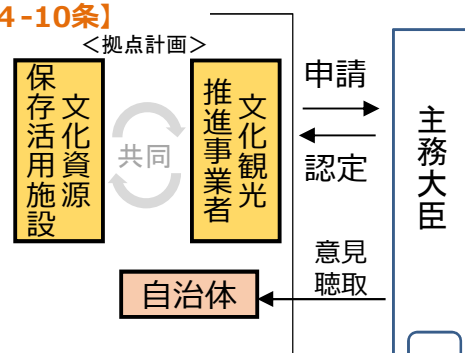 4-10条】
＜拠点計画＞
文化資源
保存活用施設
共同
文化観光
推進事業者
申請
認定
主務大臣
意見
聴取
自治体